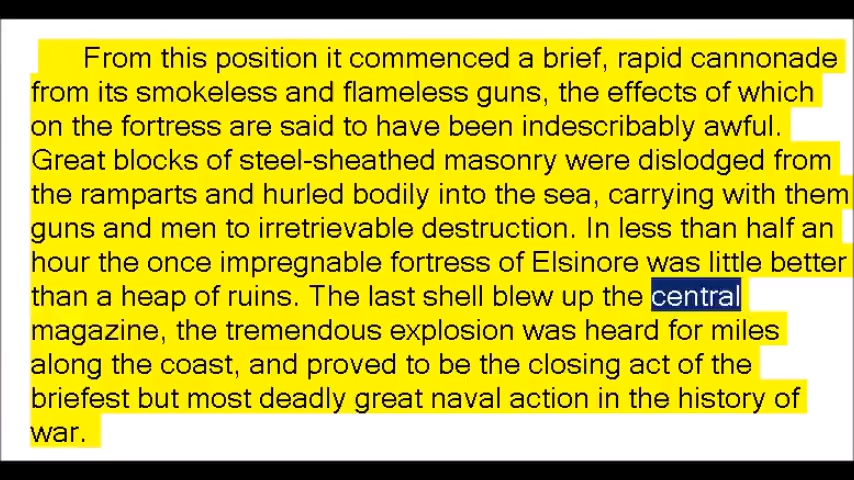 From this position it commenced a brief, rapid cannonade
from its smokeless and flameless guns, the effects of which
on the fortress are said to have been indescribably awful.
Great blocks of steel-sheathed masonry were dislodged from
the ramparts and hurled bodily into the sea, carrying with them
guns and men to irretrievable destruction. In less than half an
hour the once impregnable fortress of Elsinore was little better
than a heap of ruins. The last shell blew up the central
magazine, the tremendous explosion was heard for miles
along the coast, and proved to be the closing act of the
briefest but most deadly great naval action in the history of
war.